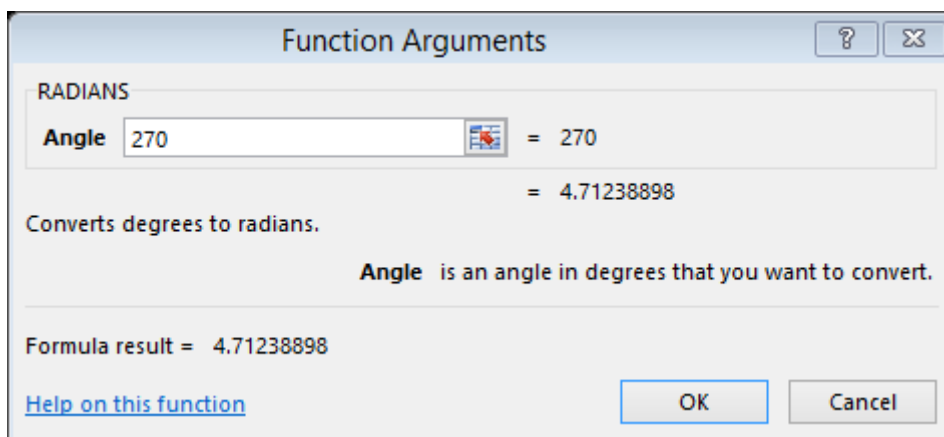 Function Arguments
RADIANS
Angle 270 = 270
= 4.71238898
Converts degrees to radians.
Angle is an angle in degrees that you want to convert.
Formula result = 4.71238898
Help on this function OK Cancel